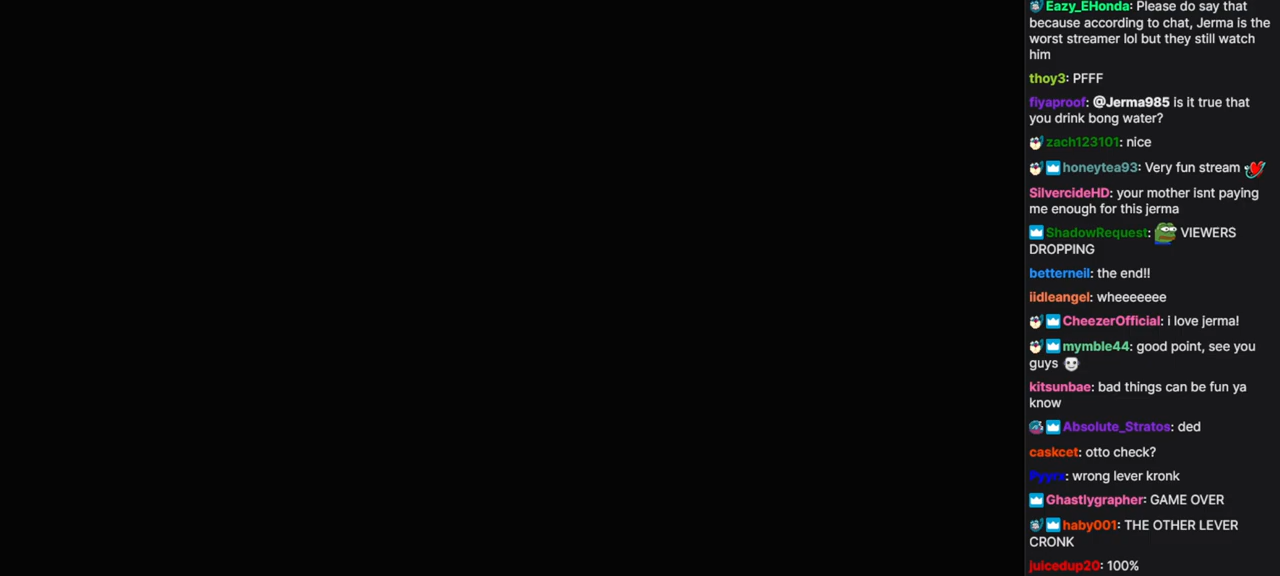 Eazy_EHonda: Please do say that
because according to chat, Jerma is the
worst streamer lol but they still watch
him
thoy3: PFFF
fiyaproof: @Jerma985 is it true that
you drink bong water?
zach123101: nice
honeytea93: Very fun stream
SilvercideHD: your mother isnt paying
me enough for this jerma
ShadowRequest: VIEWERS
DROPPING
betterneil: the end!!
iidleangel: wheeeeeee
CheezerOfficial: i love jerma!
mymble44: good point, see you
guys
kitsunbae: bad things can be fun ya
know
Absolute_Stratos: ded
caskcet: otto check?
: wrong lever kronk
Ghastlygrapher: GAME OVER
haby001: THE OTHER LEVER
CRONK
juicedup20: 100%